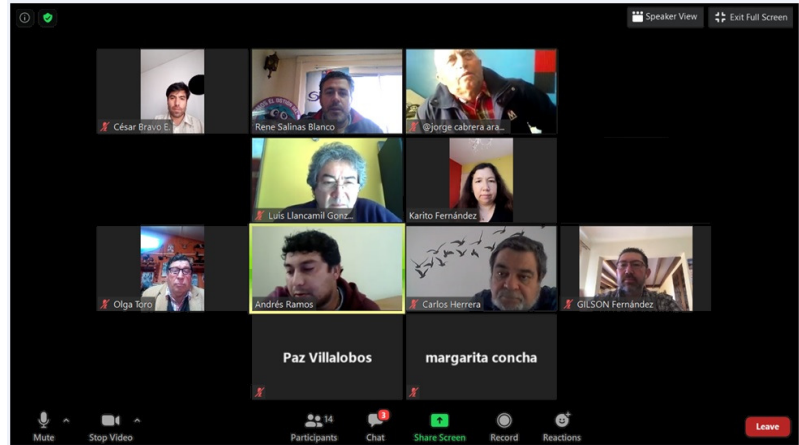 Speaker View
Exit Full Screen
César Bravo E.
Rene Salinas Blanco
@jorge cabrera ara...
Luis Llancamil Gonz...
Karito Fernández
Olga Toro
Andrés Ramos
Carlos Herrera
GILSON Fernández
Paz Villalobos
margarita concha
Mute
Stop Video
14
Participants
3
Chat
Share Screen
Record
Reactions
Leave